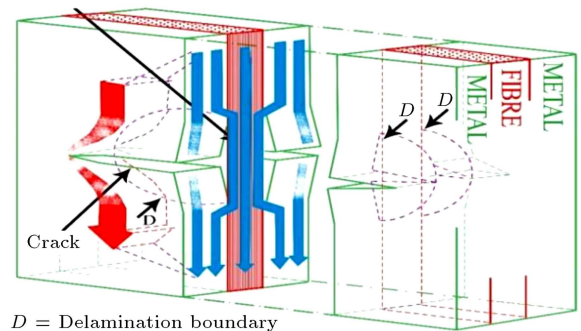 D
D
METAL
FIBRE
METAL
D
Crack
D = Delamination boundary